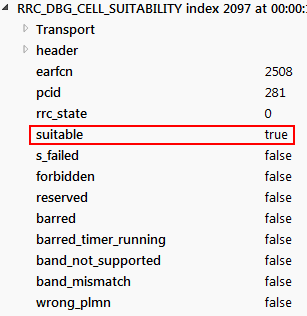 RRC_DBG_CELL_SUITABILITY index 2097 at 00:00:
Transport
header
earfcn 2508
pcid 281
rrc_state 0
suitable true
s_failed false
forbidden false
reserved false
barred false
barred_timer_running false
band_not_supported false
band_mismatch false
wrong_plmn false